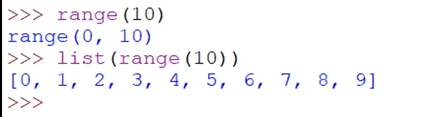 >>> range(10)
range(0, 10)
>>> list(range(10))
[0, 1, 2, 3, 4, 5, 6, 7, 8, 9]
>>>